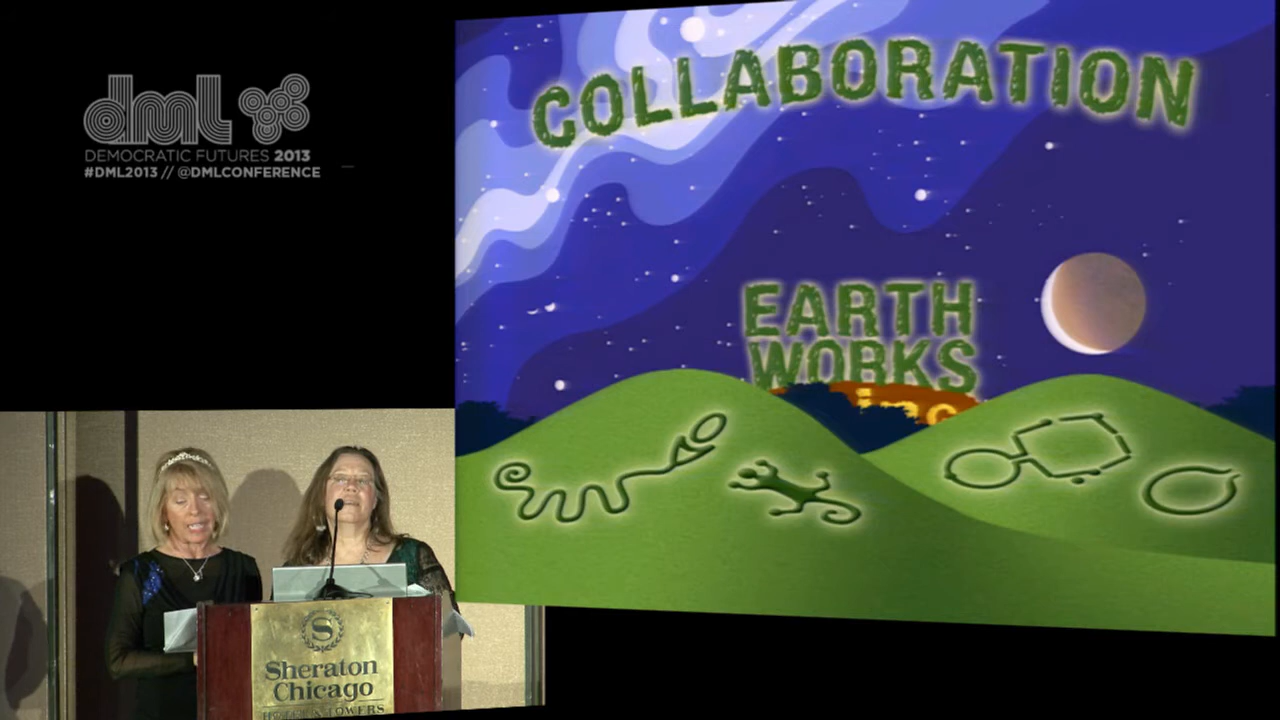 dml
DEMOCRATIC FUTURES 2013
#DML2013 // @DMLCONFERENCE
COLLABORATION
EARTH
WORKS
S
Sheraton
Chicago